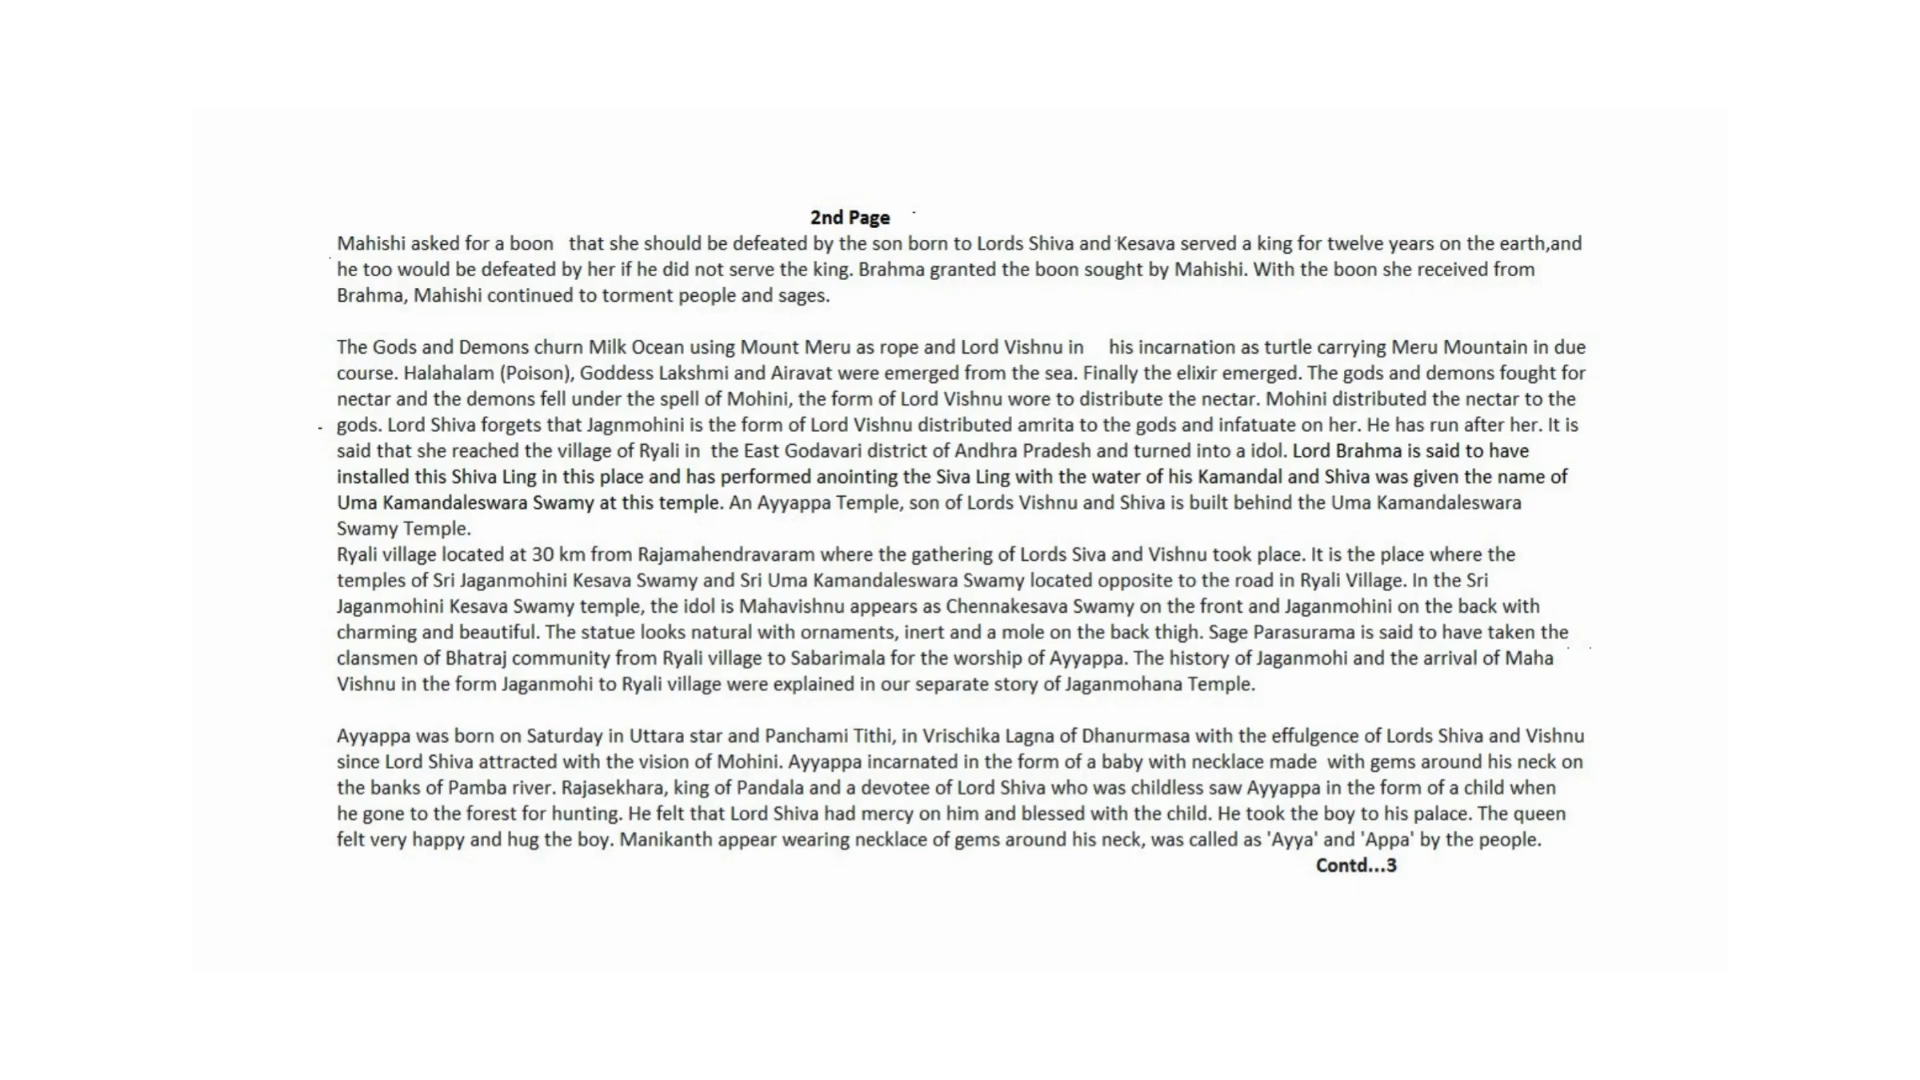 2nd Page
Mahishi asked for a boon that she should be defeated by the son born to Lords Shiva and Kesava served a king for twelve years on the earth,and
he too would be defeated by her if he did not serve the king. Brahma granted the boon sought by Mahishi. With the boon she received from
Brahma, Mahishi continued to torment people and sages.
The Gods and Demons churn Milk Ocean using Mount Meru as rope and Lord Vishnu in his incarnation as turtle carrying Meru Mountain in due
course. Halahalam (Poison), Goddess Lakshmi and Airavat were emerged from the sea. Finally the elixir emerged. The gods and demons fought for
nectar and the demons fell under the spell of Mohini, the form of Lord Vishnu wore to distribute the nectar. Mohini distributed the nectar to the
gods. Lord Shiva forgets that Jagnmohini is the form of Lord Vishnu distributed amrita to the gods and infatuate on her. He has run after her. It is
said that she reached the village of Ryali in the East Godavari district of Andhra Pradesh and turned into a idol. Lord Brahma is said to have
installed this Shiva Ling in this place and has performed anointing the Siva Ling with the water of his Kamandal and Shiva was given the name of
Uma Kamandaleswara Swamy at this temple. An Ayyappa Temple, son of Lords Vishnu and Shiva is built behind the Uma Kamandaleswara
Swamy Temple.
Ryali village located at 30 km from Rajamahendravaram where the gathering of Lords Siva and Vishnu took place. It is the place where the
temples of Sri Jaganmohini Kesava Swamy and Sri Uma Kamandaleswara Swamy located opposite to the road in Ryali Village. In the Sri
Jaganmohini Kesava Swamy temple, the idol is Mahavishnu appears as Chennakesava Swamy on the front and Jaganmohini on the back with
charming and beautiful. The statue looks natural with ornaments, inert and a mole on the back thigh. Sage Parasurama is said to have taken the
clansmen of Bhatraj community from Ryali village to Sabarimala for the worship of Ayyappa. The history of Jaganmohi and the arrival of Maha
Vishnu in the form Jaganmohi to Ryali village were explained in our separate story of Jaganmohana Temple.
Ayyappa was born on Saturday in Uttara star and Panchami Tithi, in Vrischika Lagna of Dhanurmasa with the effulgence of Lords Shiva and Vishnu
since Lord Shiva attracted with the vision of Mohini. Ayyappa incarnated in the form of a baby with necklace made with gems around his neck on
the banks of Pamba river. Rajasekhara, king of Pandala and a devotee of Lord Shiva who was childless saw Ayyappa in the form of a child when
he gone to the forest for hunting. He felt that Lord Shiva had mercy on him and blessed with the child. He took the boy to his palace. The queen
felt very happy and hug the boy. Manikanth appear wearing necklace of gems around his neck, was called as 'Ayya' and 'Appa' by the people.
Contd...3